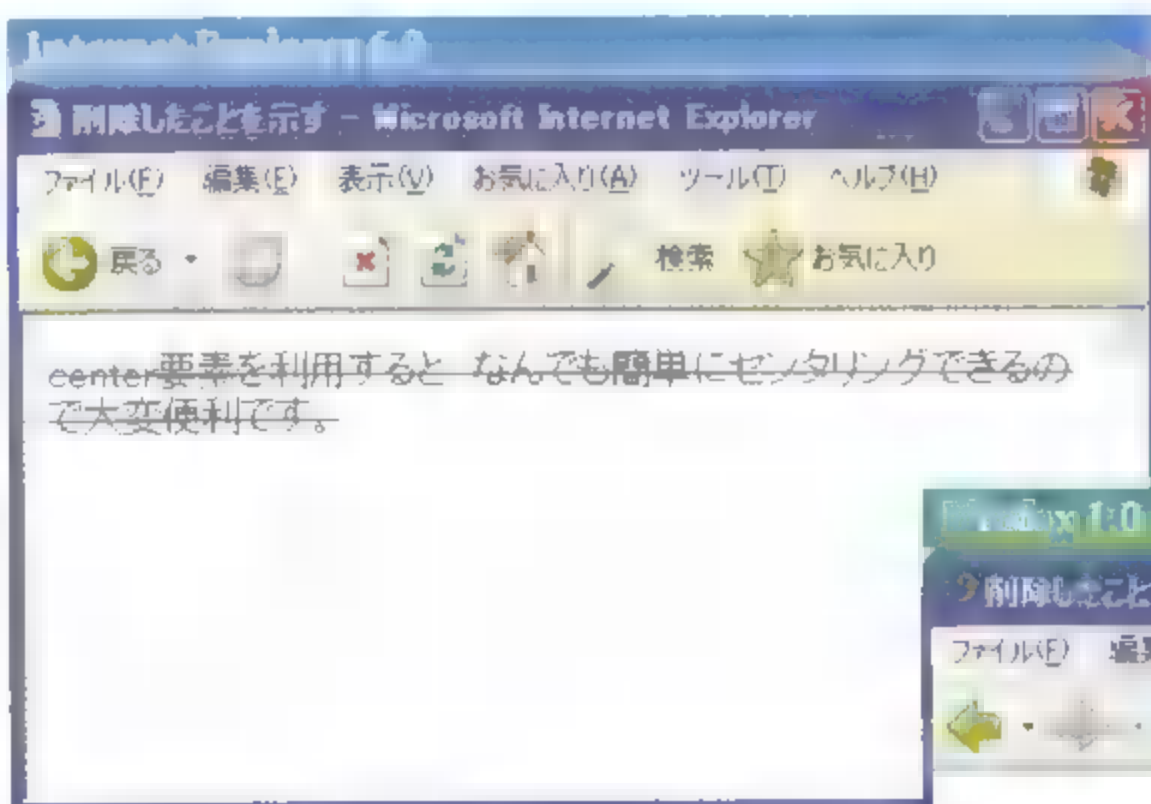 Internet Explorer 6.0
削除したことを示す - Microsoft Internet Explorer
ファイル(F) 編集(E) 表示(V) お気に入り(A) ツール(T) ヘルプ(H)
戻る 検索 お気に入り
center要素を利用すると なんでも簡単にセンタリングできるの
で大変便利です。
1.0
削除したこと
ファイル(F) 編集